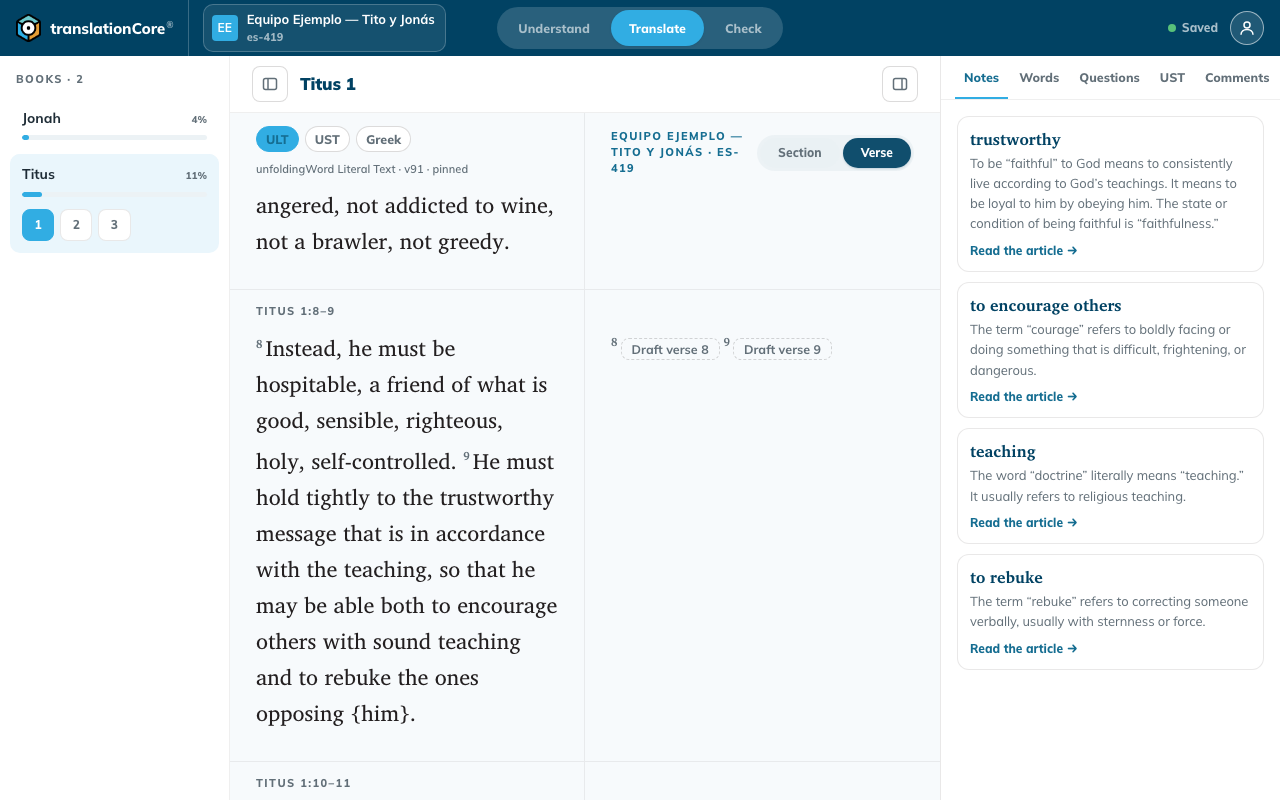 translationCore®
EE
Equipo Ejemplo — Tito y Jonás
es-419
Understand
Translate
Check
Saved
BOOKS · 2
Jonah
4%
Titus
11%
1
2
3
Titus 1
ULT
UST
Greek
unfoldingWord Literal Text · v91 · pinned
angered, not addicted to wine,
not a brawler, not greedy.
TITUS 1:8–9
8 Instead, he must be
hospitable, a friend of what is
good, sensible, righteous,
holy, self-controlled. 9 He must
hold tightly to the trustworthy
message that is in accordance
with the teaching, so that he
may be able both to encourage
others with sound teaching
and to rebuke the ones
opposing {him}.
TITUS 1:10–11
EQUIPO EJEMPLO —
TITO Y JONÁS · ES-
419
Section
Verse
8 Draft verse 8 9 Draft verse 9
Notes
Words
Questions
UST
Comments
trustworthy
To be “faithful” to God means to consistently
live according to God’s teachings. It means to
be loyal to him by obeying him. The state or
condition of being faithful is “faithfulness.”
Read the article →
to encourage others
The term “courage” refers to boldly facing or
doing something that is difficult, frightening, or
dangerous.
Read the article →
teaching
The word “doctrine” literally means “teaching.”
It usually refers to religious teaching.
Read the article →
to rebuke
The term “rebuke” refers to correcting someone
verbally, usually with sternness or force.
Read the article →